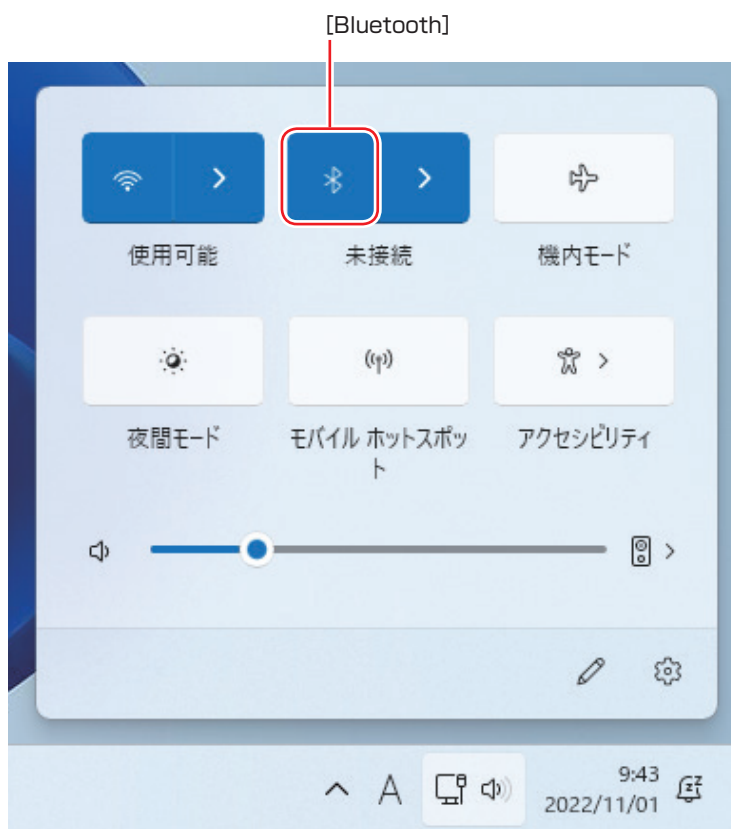 [Bluetooth]
使用可能
未接続
機内モード
夜間モード
モバイル ホットスポッ
ト
アクセシビリティ
A
9:43
2022/11/01